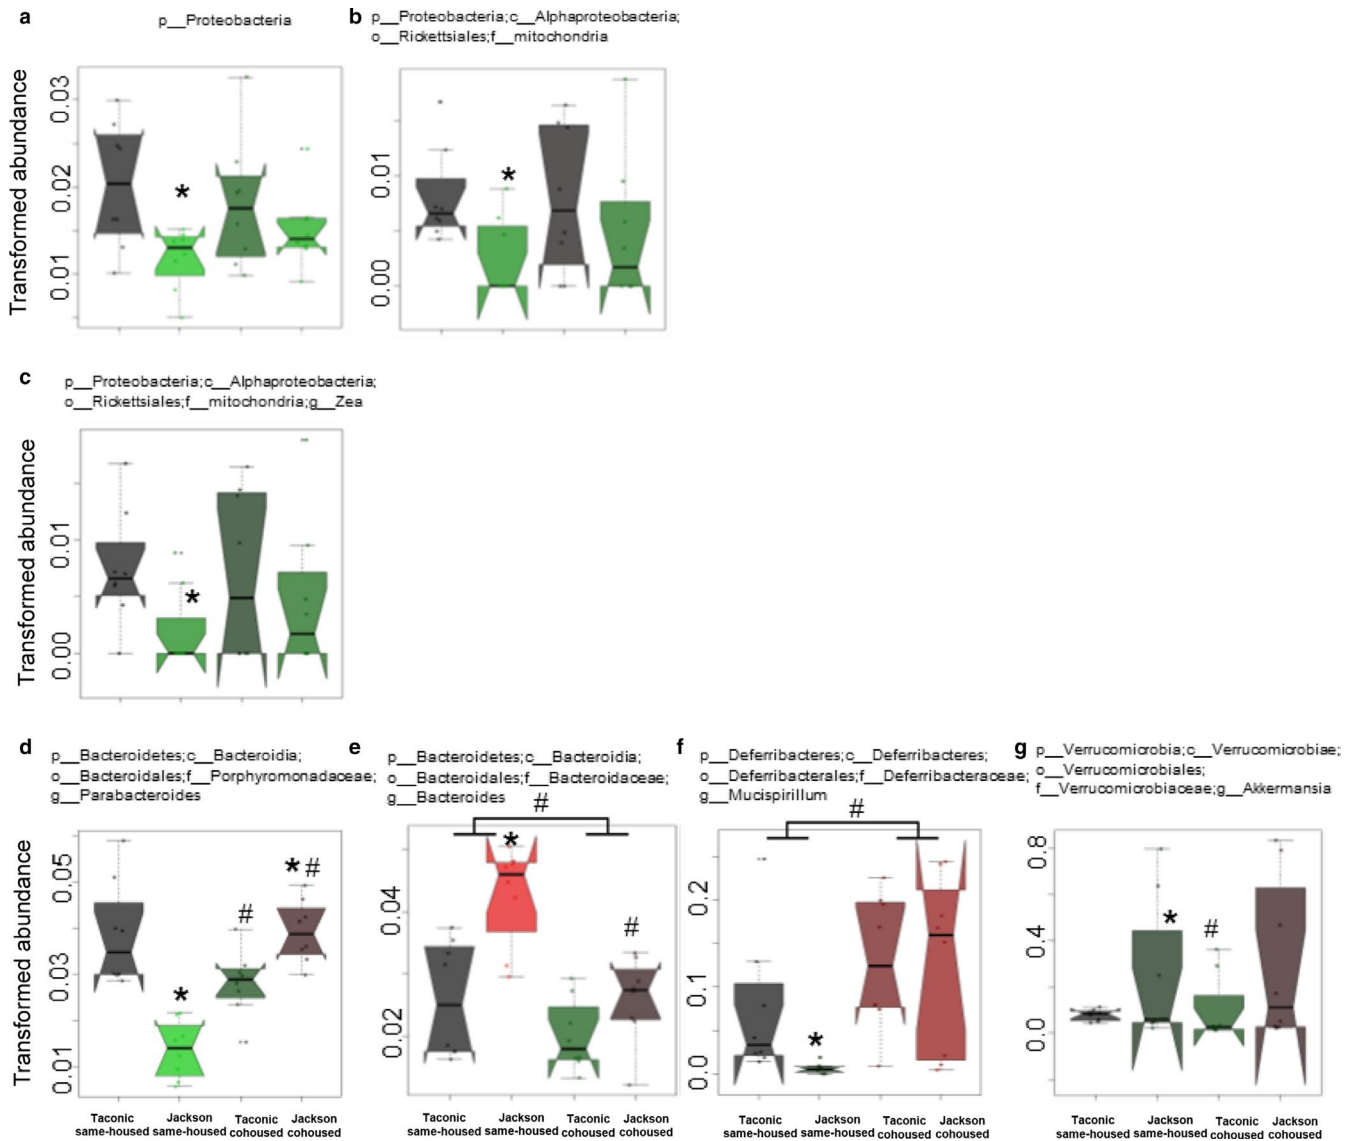 a
p__Proteobacteria
b
p__Proteobacteria;c__Alphaproteobacteria;
o__Rickettsiales;f__mitochondria
Transformed abundance
0.03
0.02
0.01
*
0.01
0.00
*
c
p__Proteobacteria;c__Alphaproteobacteria;
o__Rickettsiales;f__mitochondria;g__Zea
Transformed abundance
0.01
0.00
*
d
p__Bacteroidetes;c__Bacteroidia;
o__Bacteroidales;f__Porphyromonadaceae;
g__Parabacteroides
Transformed abundance
0.05
0.03
0.01
*
#
* #
Taconic same-housed
Jackson same-housed
Taconic cohoused
Jackson cohoused
e
p__Bacteroidetes;c__Bacteroidia;
o__Bacteroidales;f__Bacteroidaceae;
g__Bacteroides
#
0.04
0.02
*
#
Taconic same-housed
Jackson same-housed
Taconic cohoused
Jackson cohoused
f
p__Deferribacteres;c__Deferribacteres;
o__Deferribacterales;f__Deferribacteraceae;
g__Mucispirillum
#
0.2
0.1
0.0
*
Taconic same-housed
Jackson same-housed
Taconic cohoused
Jackson cohoused
g
p__Verrucomicrobia;c__Verrucomicrobiae;
o__Verrucomicrobiales;
f__Verrucomicrobiaceae;g__Akkermansia
0.8
0.4
0.0
*
#
Taconic same-housed
Jackson same-housed
Taconic cohoused
Jackson cohoused